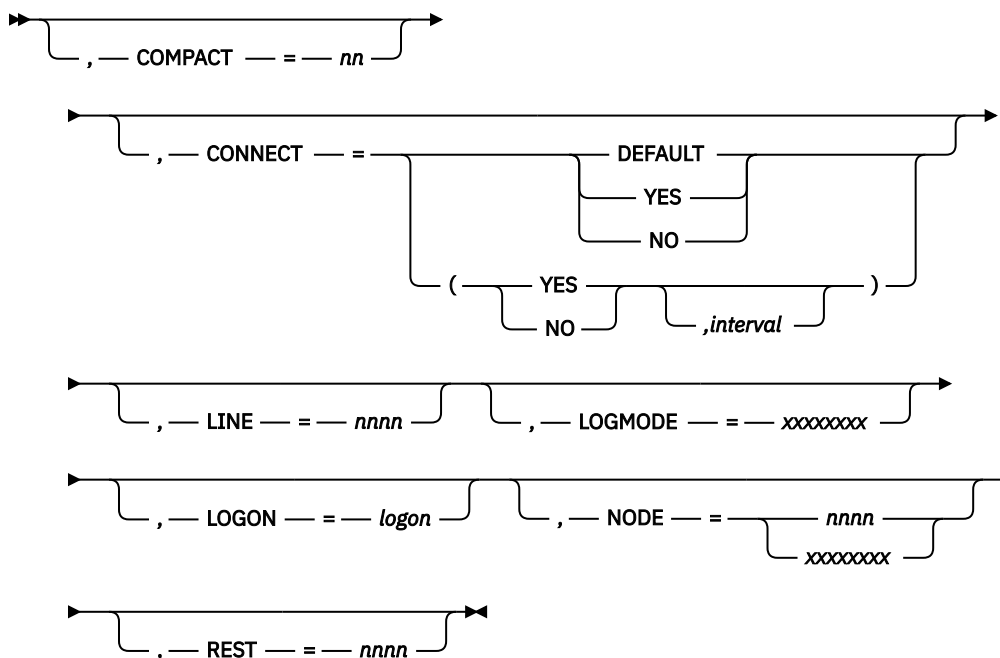 , COMPACT = nn
, CONNECT = DEFAULT
YES
NO
( YES )
NO ,interval
, LINE = nnnn , LOGMODE = xxxxxxxx
, LOGON = logon , NODE = nnnn
xxxxxxxx
, REST = nnnn